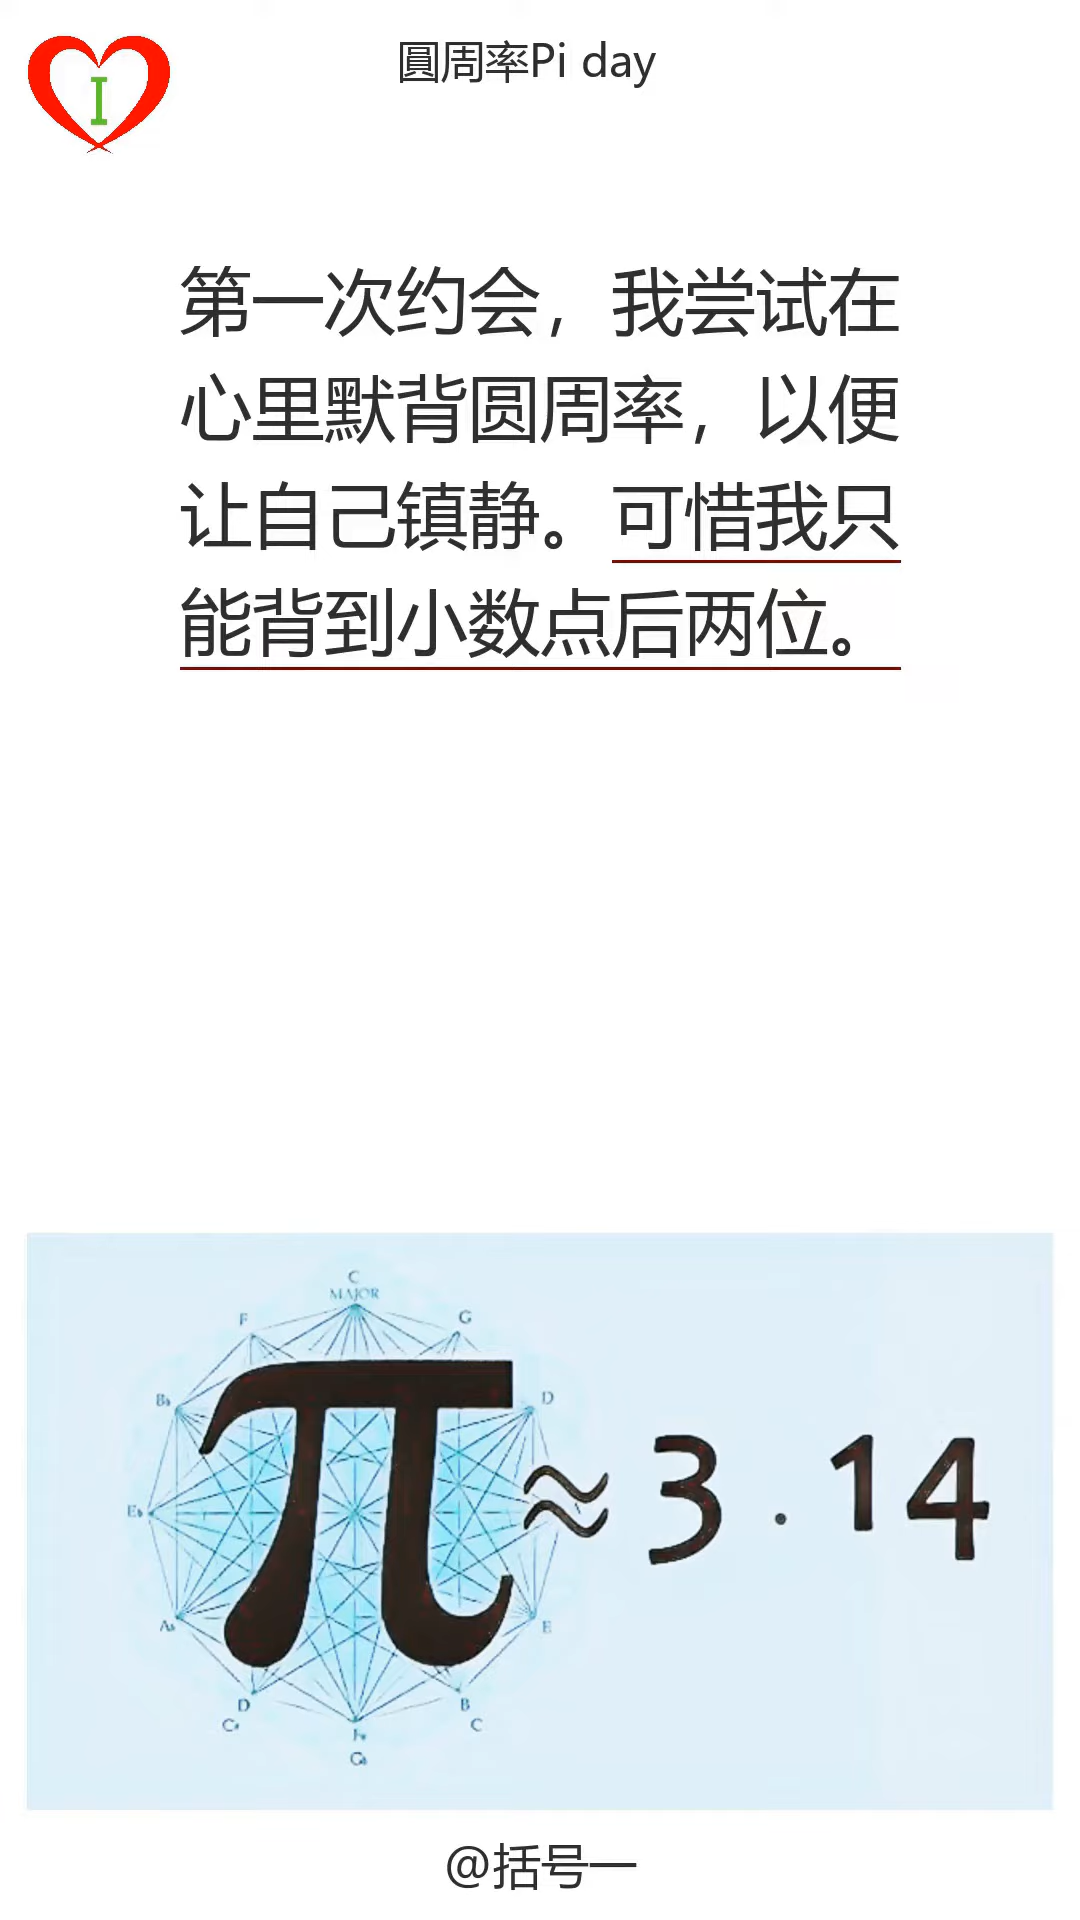 I
圓周率Pi day
第一次约会，我尝试在
心里默背圆周率，以便
让自己镇静。可惜我只
能背到小数点后两位。
C
MAJOR
F
G
B♭
D
π≈3.14
E♭
A♭
E
D
B
C
F#
G♭
@括号一